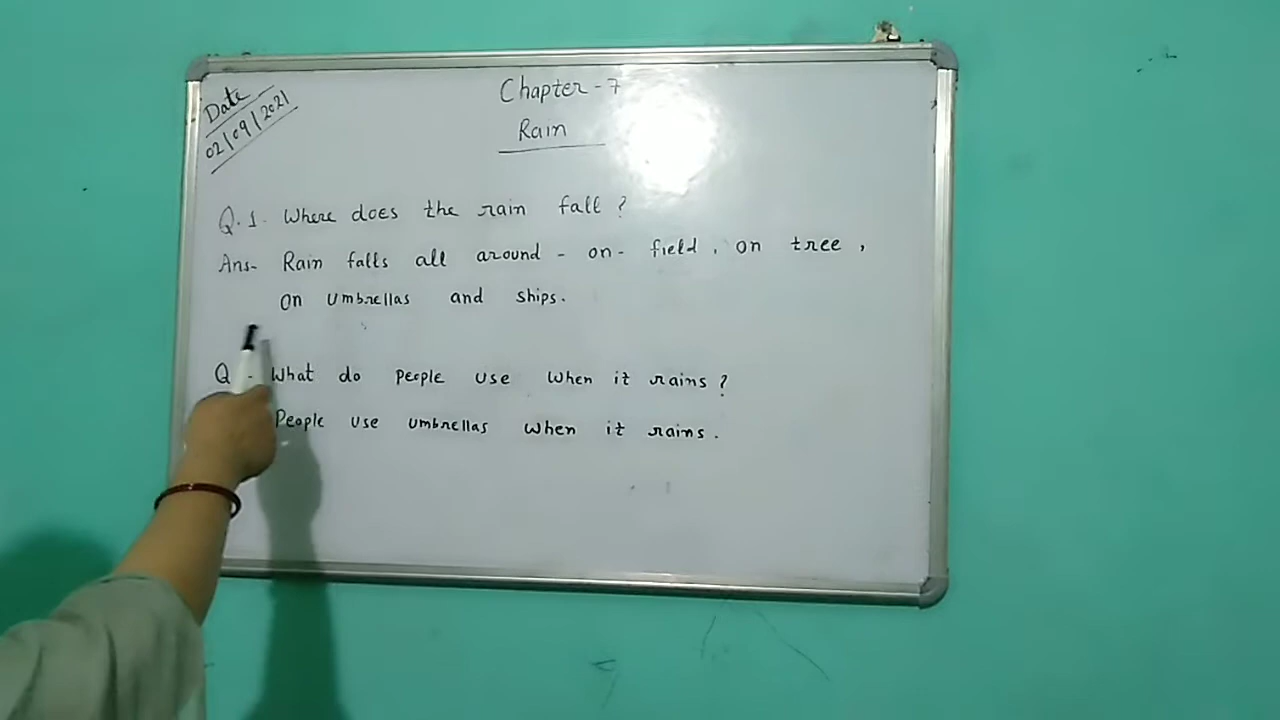 Date
02/09/2021
Chapter - 7
Rain
Q.1- Where does the rain fall ?
Ans- Rain falls all around - on - field, on tree,
on umbrellas and ships.
Q - What do people use when it rains ?
People use umbrellas when it rains.